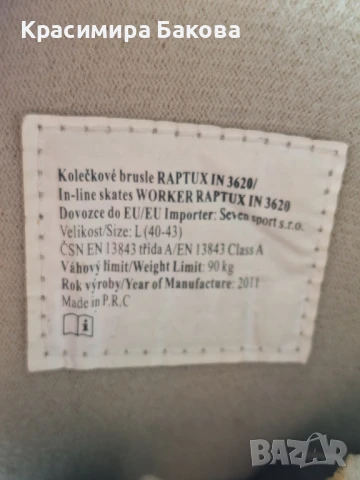 Красимира Бакова
Kolečkové brusle RAPTUX IN 3620/
In-line skates WORKER RAPTUX IN 3620
Dovozce do EU/EU Importer: Seven sport s.r.o.
Velikost/Size: L (40-43)
ČSN EN 13843 třída A/EN 13843 Class A
Váhový limit/Weight Limit: 90 kg
Rok výroby/Year of Manufacture: 2011
Made in P.R.C
i
BAZAR
bg